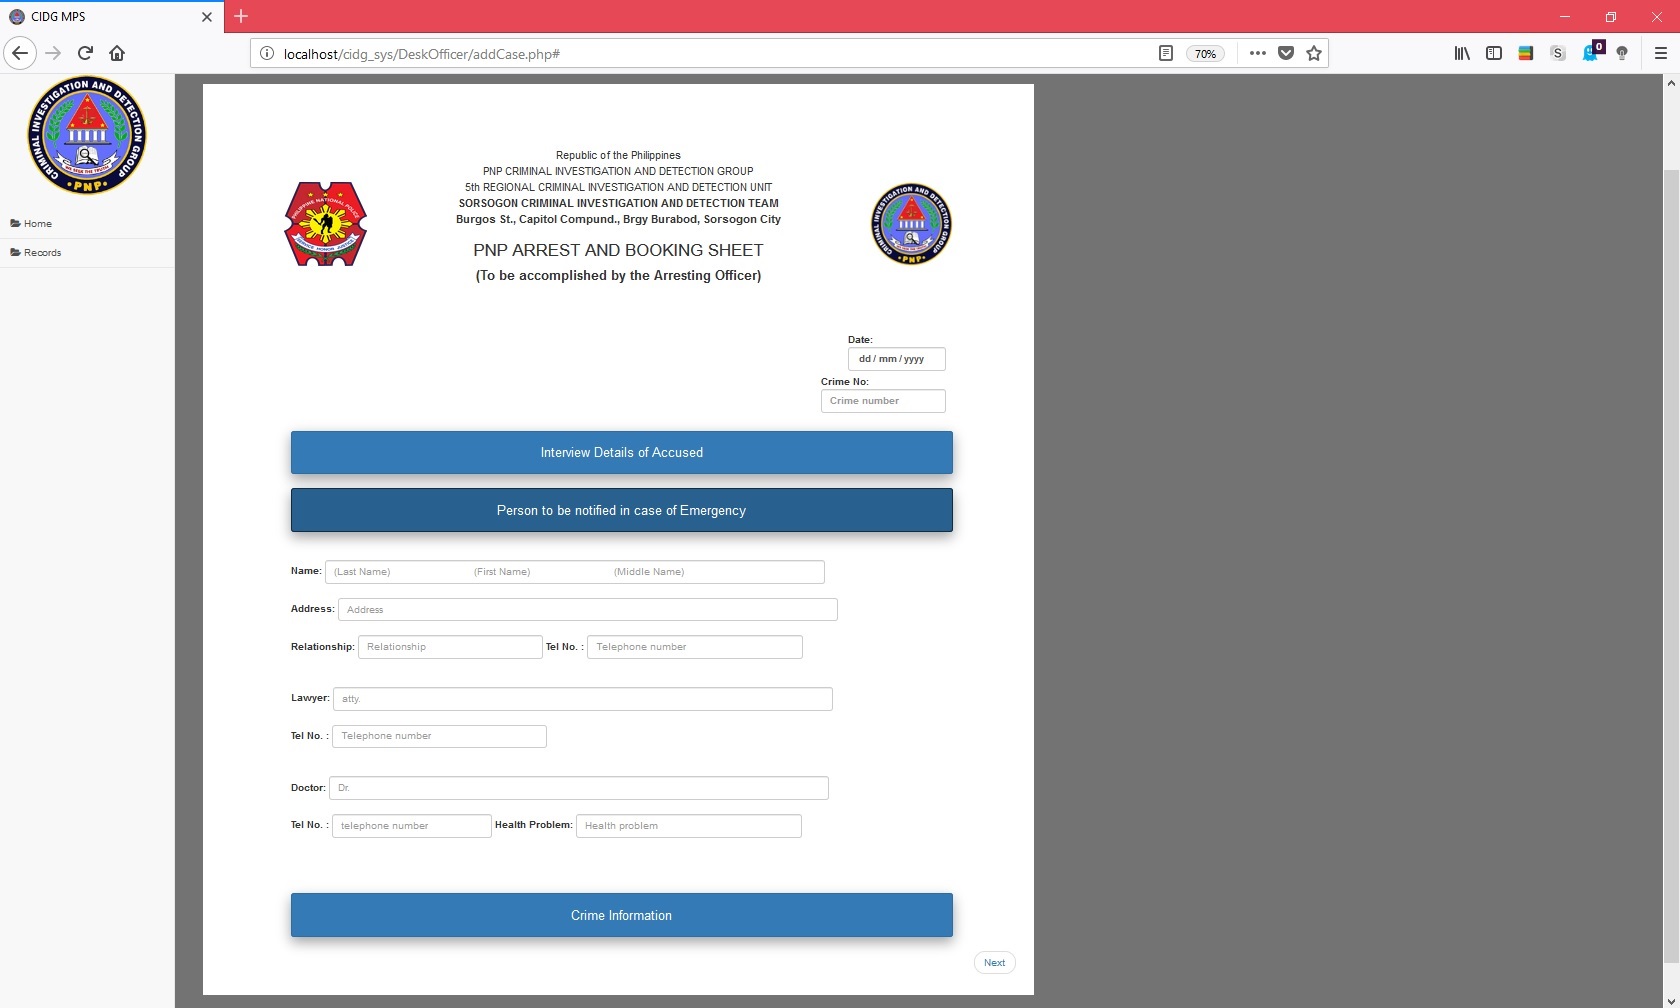 CIDG MPS
localhost/cidg_sys/DeskOfficer/addCase.php#
70%
S
0
CRIMINAL INVESTIGATION AND DETECTION GROUP
PNP
Home
Records
Republic of the Philippines
PNP CRIMINAL INVESTIGATION AND DETECTION GROUP
5th REGIONAL CRIMINAL INVESTIGATION AND DETECTION UNIT
SORSOGON CRIMINAL INVESTIGATION AND DETECTION TEAM
Burgos St., Capitol Compund., Brgy Burabod, Sorsogon City
PNP ARREST AND BOOKING SHEET
(To be accomplished by the Arresting Officer)
PHILIPPINE NATIONAL POLICE
SERVICE HONOR JUSTICE
CRIMINAL INVESTIGATION AND DETECTION GROUP
PNP
Date:
dd / mm / yyyy
Crime No:
Crime number
Interview Details of Accused
Person to be notified in case of Emergency
Name: (Last Name) (First Name) (Middle Name)
Address: Address
Relationship: Relationship Tel No. : Telephone number
Lawyer: atty.
Tel No. : Telephone number
Doctor: Dr.
Tel No. : telephone number Health Problem: Health problem
Crime Information
Next